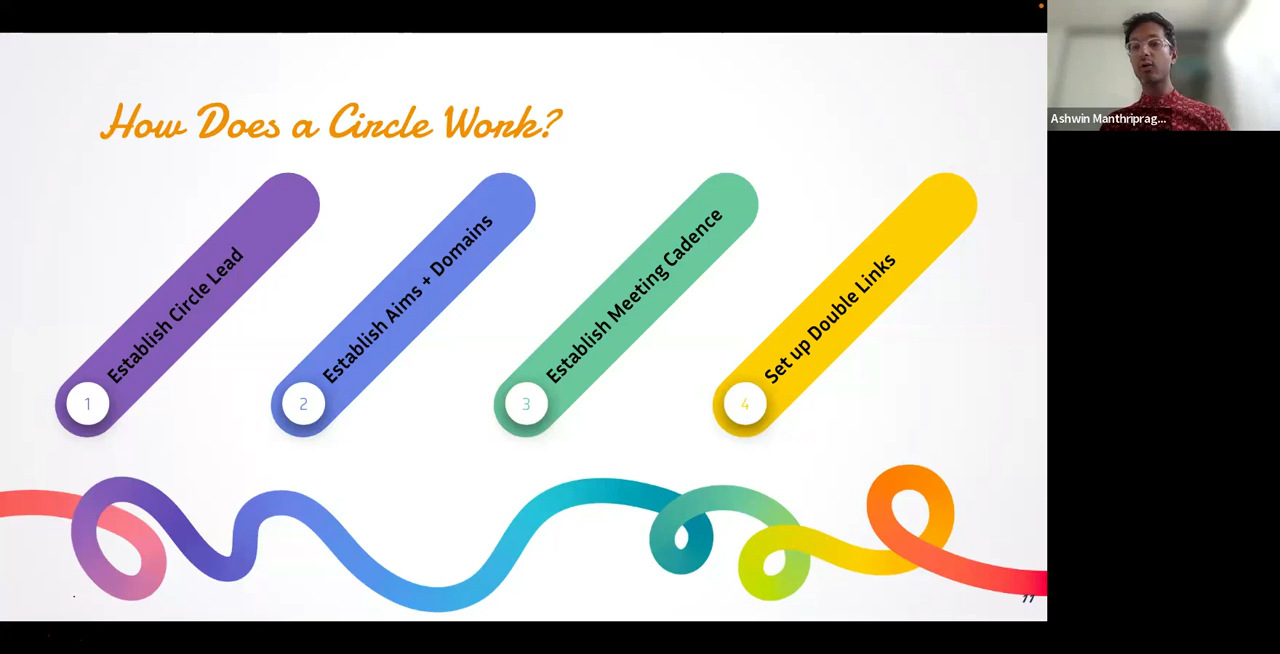 How Does a Circle Work?
Ashwin Manthriprag...
Establish Circle Lead
Establish Aims + Domains
Establish Meeting Cadence
Set up Double Links
1
2
3
4
11